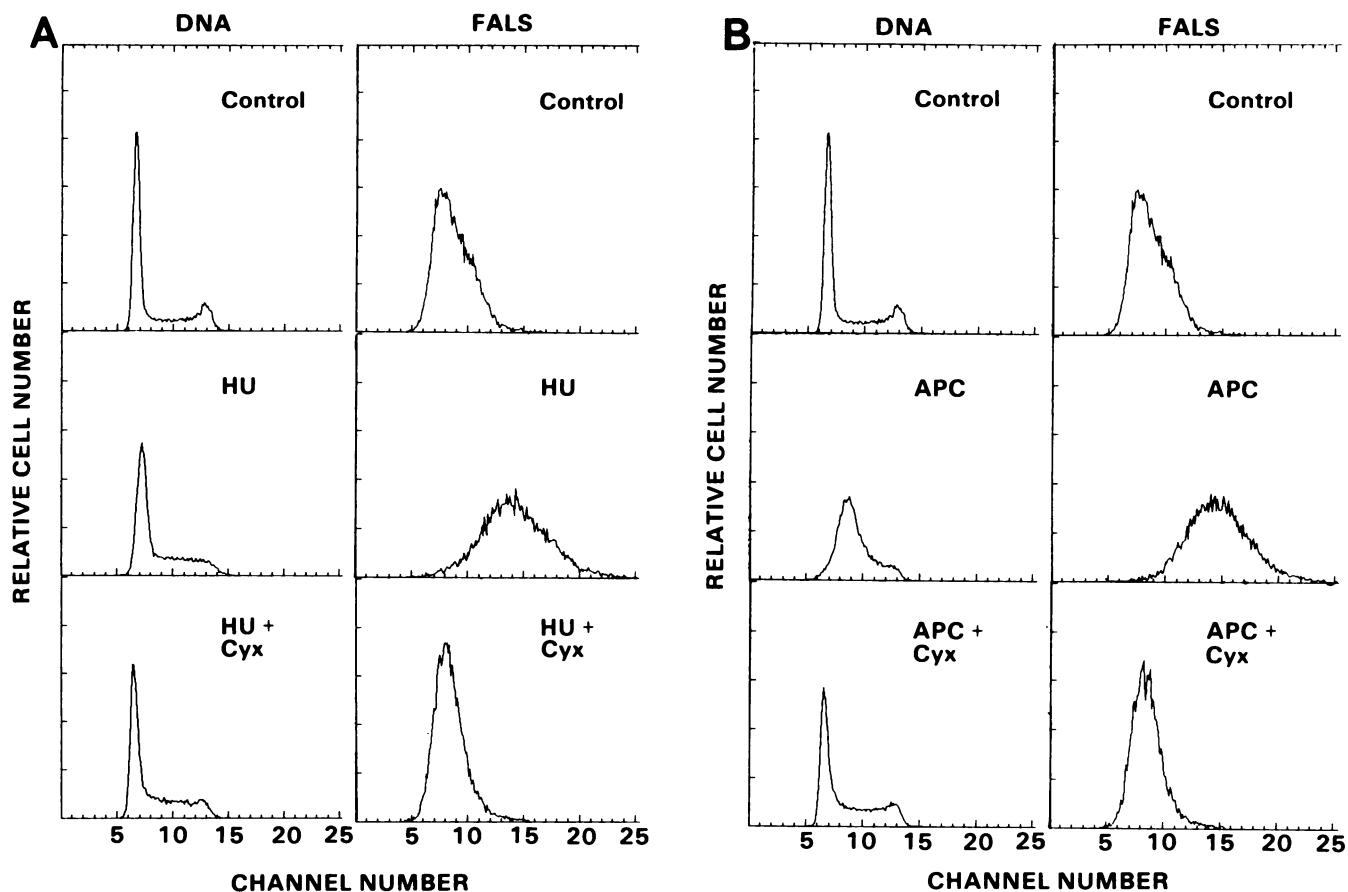 A
DNA
FALS
Control
Control
HU
HU
HU +
Cyx
HU +
Cyx
RELATIVE CELL NUMBER
5 10 15 20 25
5 10 15 20 25
CHANNEL NUMBER
B
DNA
FALS
Control
Control
APC
APC
APC +
Cyx
APC +
Cyx
RELATIVE CELL NUMBER
5 10 15 20 25
5 10 15 20 25
CHANNEL NUMBER